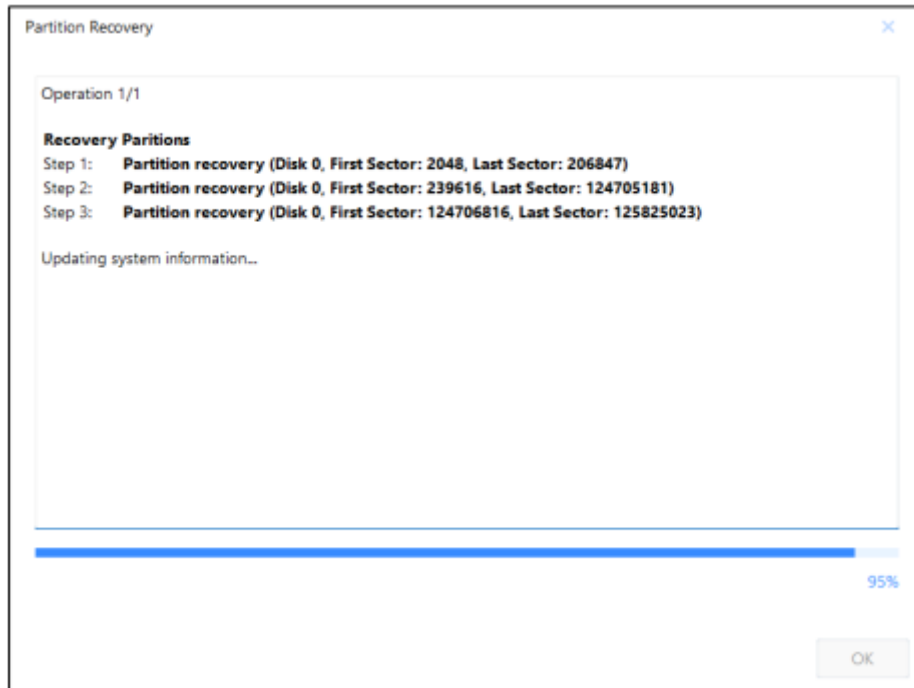 Partition Recovery
Operation 1/1
Recovery Paritions
Step 1: Partition recovery (Disk 0, First Sector: 2048, Last Sector: 206847)
Step 2: Partition recovery (Disk 0, First Sector: 239616, Last Sector: 124705181)
Step 3: Partition recovery (Disk 0, First Sector: 124706816, Last Sector: 125825023)
Updating system information...
95%
OK